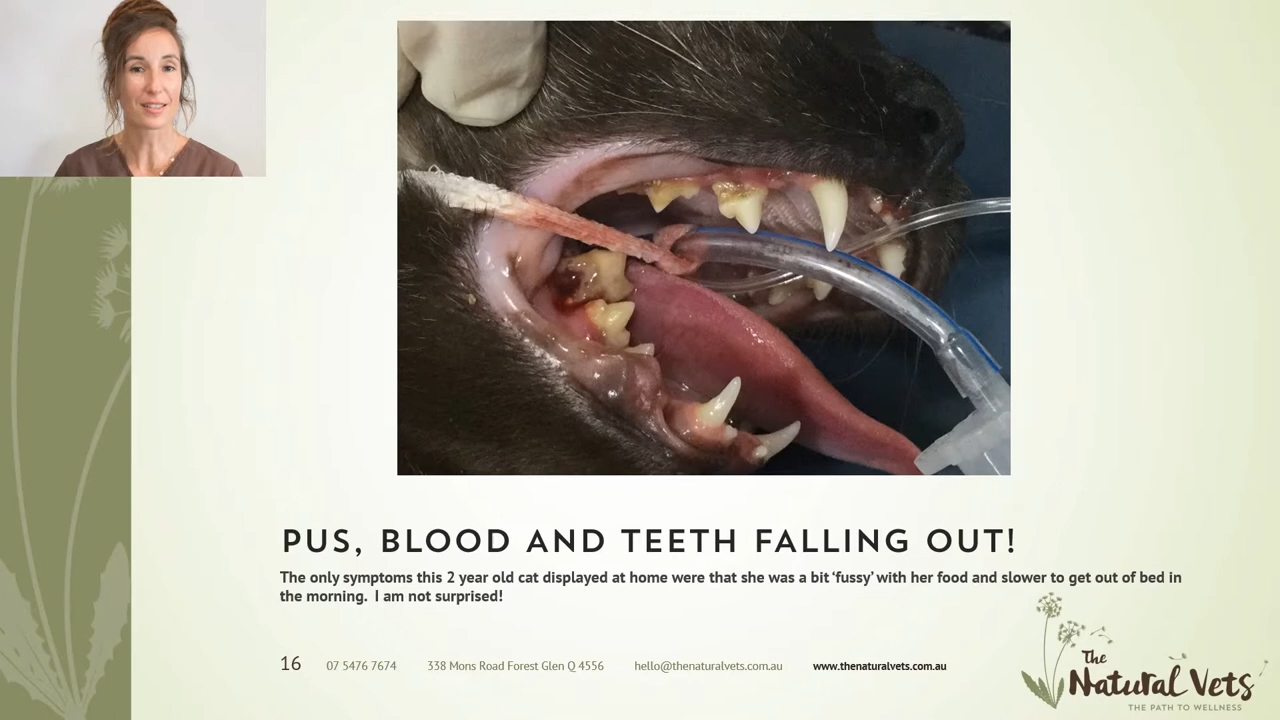 PUS, BLOOD AND TEETH FALLING OUT!
The only symptoms this 2 year old cat displayed at home were that she was a bit ‘fussy’ with her food and slower to get out of bed in
the morning.  I am not surprised!
16 07 5476 7674 338 Mons Road Forest Glen Q 4556 hello@thenaturalvets.com.au www.thenaturalvets.com.au
The
Natural Vets
THE PATH TO WELLNESS